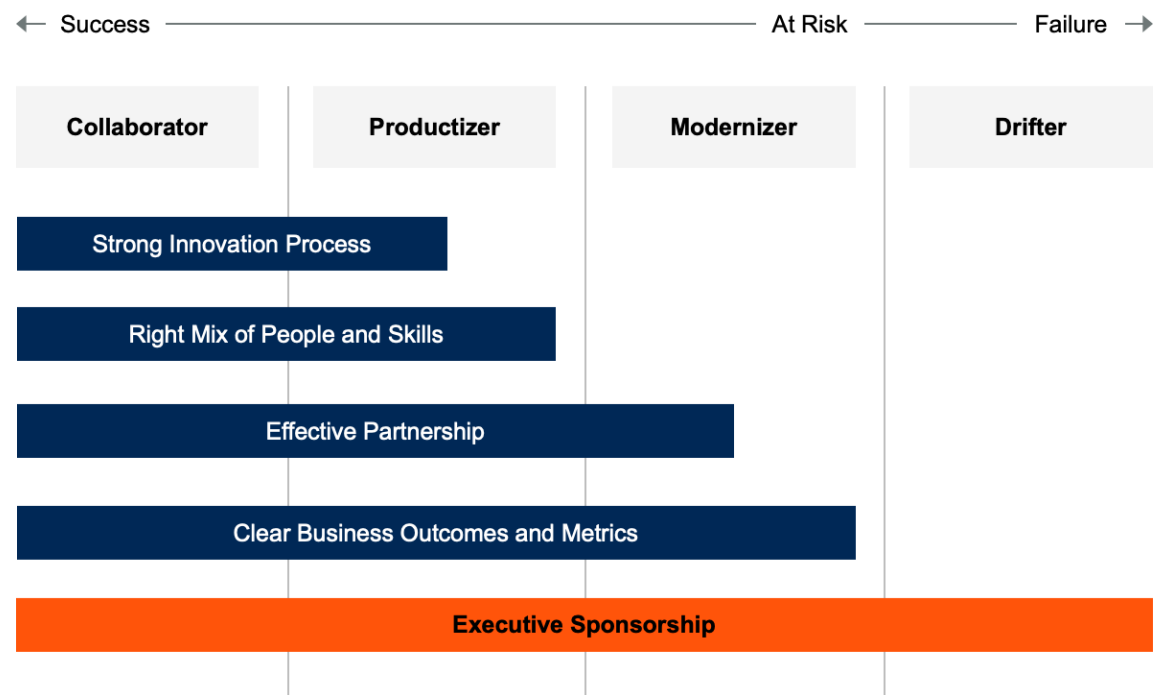 Success At Risk Failure
Collaborator Productizer Modernizer Drifter
Strong Innovation Process
Right Mix of People and Skills
Effective Partnership
Clear Business Outcomes and Metrics
Executive Sponsorship